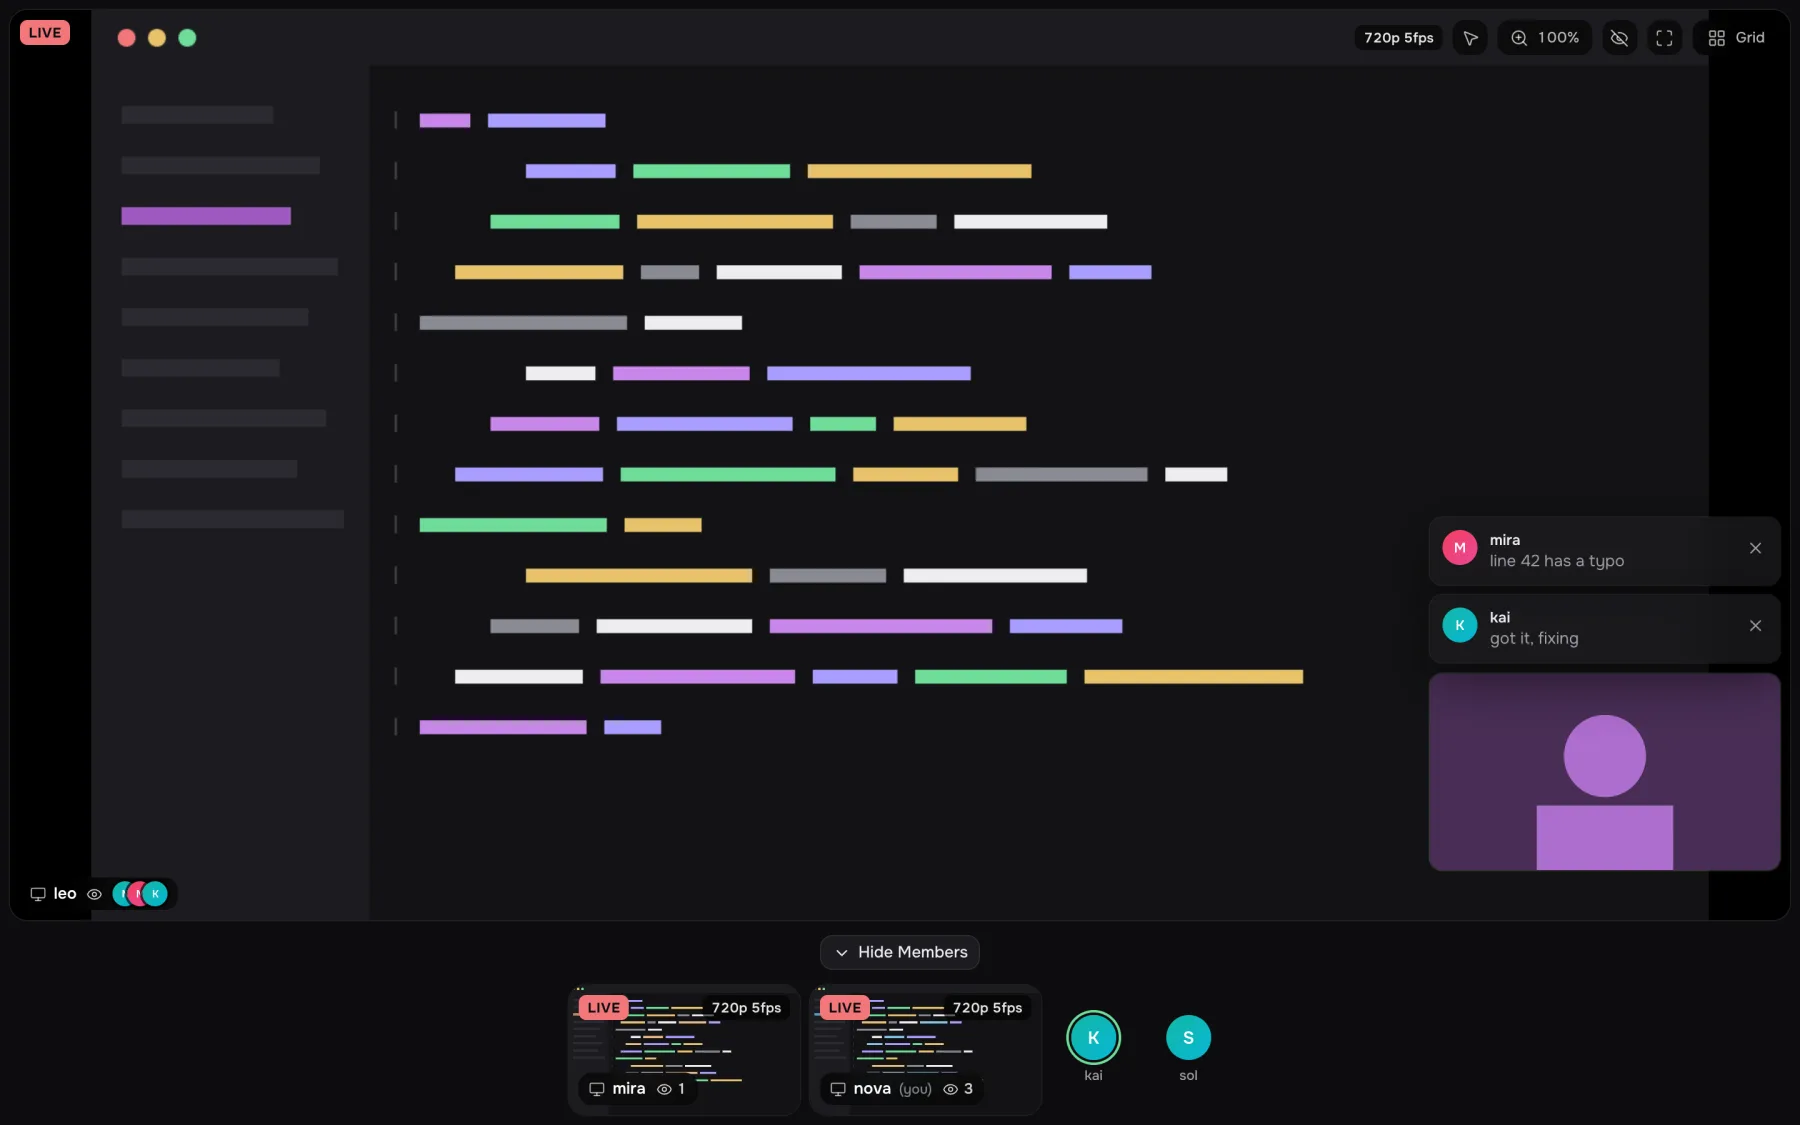 LIVE
720p 5fps
100%
Grid
mira
line 42 has a typo
kai
got it, fixing
M
K
leo
K
Hide Members
LIVE
720p 5fps
mira
1
LIVE
720p 5fps
nova (you)
3
K
kai
S
sol